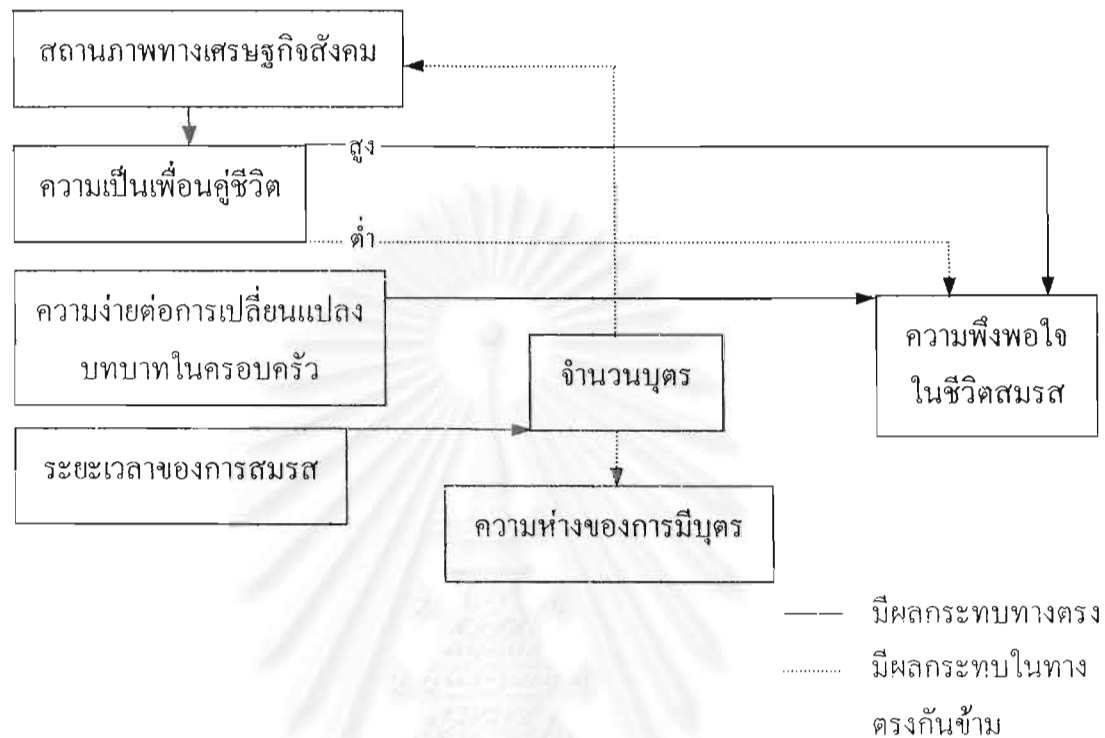 สถานภาพทางเศรษฐกิจสังคม
สูง
ความเป็นเพื่อนคู่ชีวิต
ต่ำ
ความง่ายต่อการเปลี่ยนแปลง
บทบาทในครอบครัว
จำนวนบุตร
ความพึงพอใจ
ในชีวิตสมรส
ระยะเวลาของการสมรส
ความห่างของการมีบุตร
มีผลกระทบทางตรง
มีผลกระทบในทาง
ตรงกันข้าม